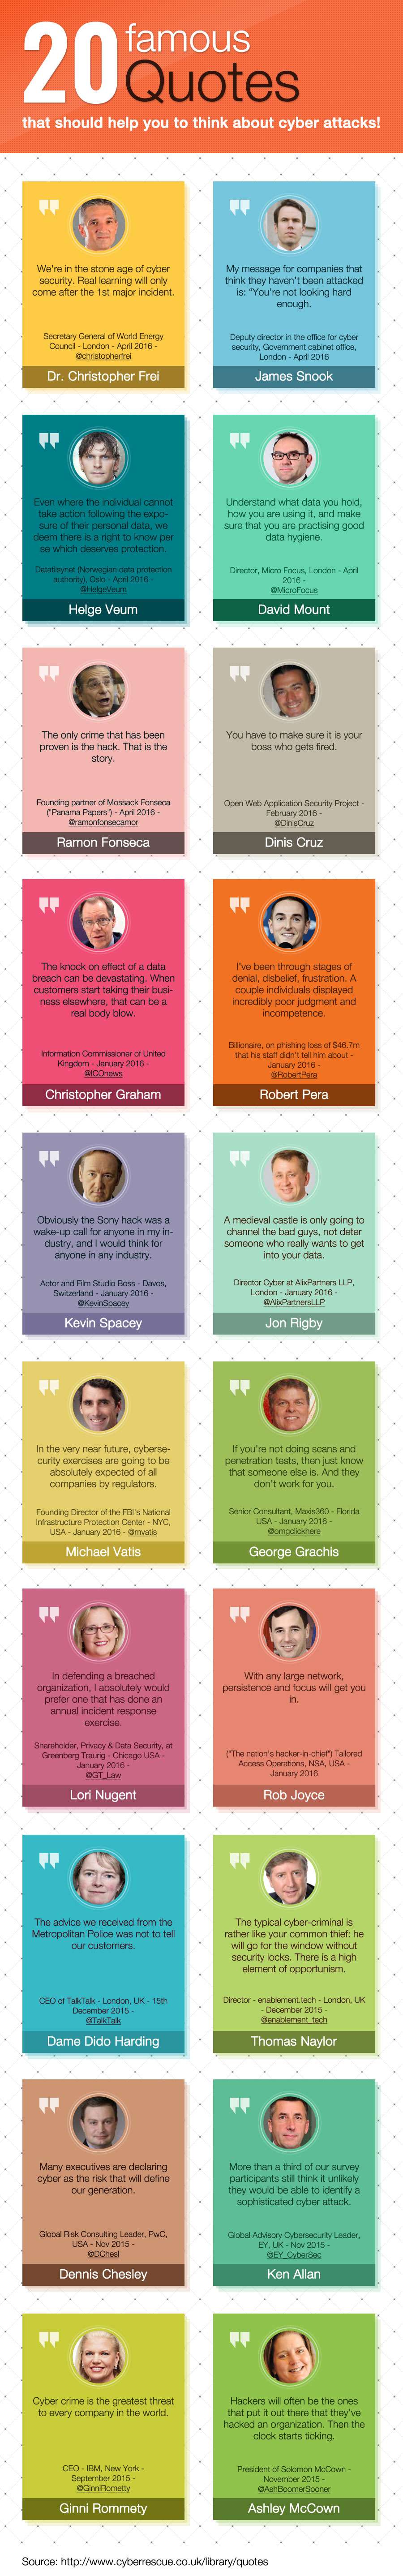 20 famous
Quotes
that should help you to think about cyber attacks!
We're in the stone age of cyber
security. Real learning will only
come after the 1st major incident.
Secretary General of World Energy
Council - London - April 2016 -
@christopherfrei
Dr. Christopher Frei
My message for companies that
think they haven't been attacked
is: "You're not looking hard
enough.
Deputy director in the office for cyber
security, Government cabinet office,
London - April 2016
James Snook
Even where the individual cannot
take action following the expo-
sure of their personal data, we
deem there is a right to know per
se which deserves protection.
Datatilsynet (Norwegian data protection
authority), Oslo - April 2016 -
@HelgeVeum
Helge Veum
Understand what data you hold,
how you are using it, and make
sure that you are practising good
data hygiene.
Director, Micro Focus, London - April
2016 -
@MicroFocus
David Mount
The only crime that has been
proven is the hack. That is the
story.
Founding partner of Mossack Fonseca
("Panama Papers") - April 2016 -
@ramonfonsecamor
Ramon Fonseca
You have to make sure it is your
boss who gets fired.
Open Web Application Security Project -
February 2016 -
@DinisCruz
Dinis Cruz
The knock on effect of a data
breach can be devastating. When
customers start taking their busi-
ness elsewhere, that can be a
real body blow.
Information Commissioner of United
Kingdom - January 2016 -
@ICOnews
Christopher Graham
I've been through stages of
denial, disbelief, frustration. A
couple individuals displayed
incredibly poor judgment and
incompetence.
Billionaire, on phishing loss of $46.7m
that his staff didn't tell him about -
January 2016 -
@RobertPera
Robert Pera
Obviously the Sony hack was a
wake-up call for anyone in my in-
dustry, and I would think for
anyone in any industry.
Actor and Film Studio Boss - Davos,
Switzerland - January 2016 -
@KevinSpacey
Kevin Spacey
A medieval castle is only going to
channel the bad guys, not deter
someone who really wants to get
into your data.
Director Cyber at AlixPartners LLP,
London - January 2016 -
@AlixPartnersLLP
Jon Rigby
In the very near future, cyberse-
curity exercises are going to be
absolutely expected of all
companies by regulators.
Founding Director of the FBI's National
Infrastructure Protection Center - NYC,
USA - January 2016 - @mvatis
Michael Vatis
If you're not doing scans and
penetration tests, then just know
that someone else is. And they
don't work for you.
Senior Consultant, Maxis360 - Florida
USA - January 2016 -
@omgclickhere
George Grachis
In defending a breached
organization, I absolutely would
prefer one that has done an
annual incident response
exercise.
Shareholder, Privacy & Data Security, at
Greenberg Traurig - Chicago USA -
January 2016 -
@GT_Law
Lori Nugent
With any large network,
persistence and focus will get you
in.
("The nation's hacker-in-chief") Tailored
Access Operations, NSA, USA -
January 2016
Rob Joyce
The advice we received from the
Metropolitan Police was not to tell
our customers.
CEO of TalkTalk - London, UK - 15th
December 2015 -
@TalkTalk
Dame Dido Harding
The typical cyber-criminal is
rather like your common thief: he
will go for the window without
security locks. There is a high
element of opportunism.
Director - enablement.tech - London, UK
- December 2015 -
@enablement_tech
Thomas Naylor
Many executives are declaring
cyber as the risk that will define
our generation.
Global Risk Consulting Leader, PwC,
USA - Nov 2015 -
@DChesl
Dennis Chesley
More than a third of our survey
participants still think it unlikely
they would be able to identify a
sophisticated cyber attack.
Global Advisory Cybersecurity Leader,
EY, UK - Nov 2015 -
@EY_CyberSec
Ken Allan
Cyber crime is the greatest threat
to every company in the world.
CEO - IBM, New York -
September 2015 -
@GinniRometty
Ginni Rommety
Hackers will often be the ones
that put it out there that they've
hacked an organization. Then the
clock starts ticking.
President of Solomon McCown -
November 2015 -
@AshBoomerSooner
Ashley McCown
Source: http://www.cyberrescue.co.uk/library/quotes